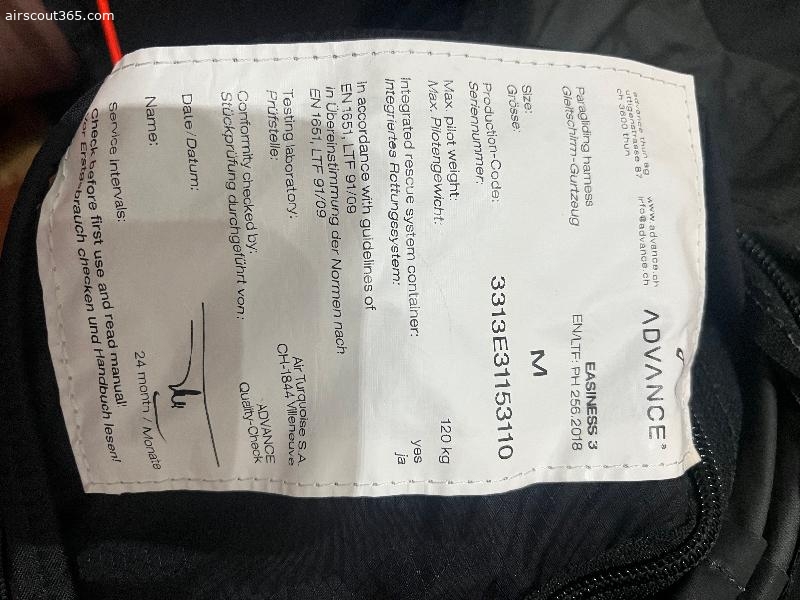 airscout365.com
advance thun ag
uttigenstrasse 87
ch 3600 thun
www.advance.ch
info@advance.ch
ADVANCE
Paragliding harness
Gleitschirm-Gurtzeug
EASINESS 3
EN/LTF: PH 256.2018
Size:
Grösse:
M
Production-Code:
Seriennummer:
3313E31153110
Max. pilot weight:
Max. Pilotengewicht:
120 kg
Integrated rescue system container:
Integriertes Rettungssystem:
yes
ja
In accordance with guidelines of
EN 1651, LTF 91/09
in Übereinstimmung der Normen nach
EN 1651, LTF 91/09
Testing laboratory:
Prüfstelle:
Air Turquoise S.A.
CH-1844 Villeneuve
Conformity checked by:
Stückprüfung durchgeführt von:
ADVANCE
Quality-Check
Date /Datum:
Name:
Service intervals:
24 month / Monate
Check before first use and read manual!
Vor Erstgebrauch checken und Handbuch lesen!